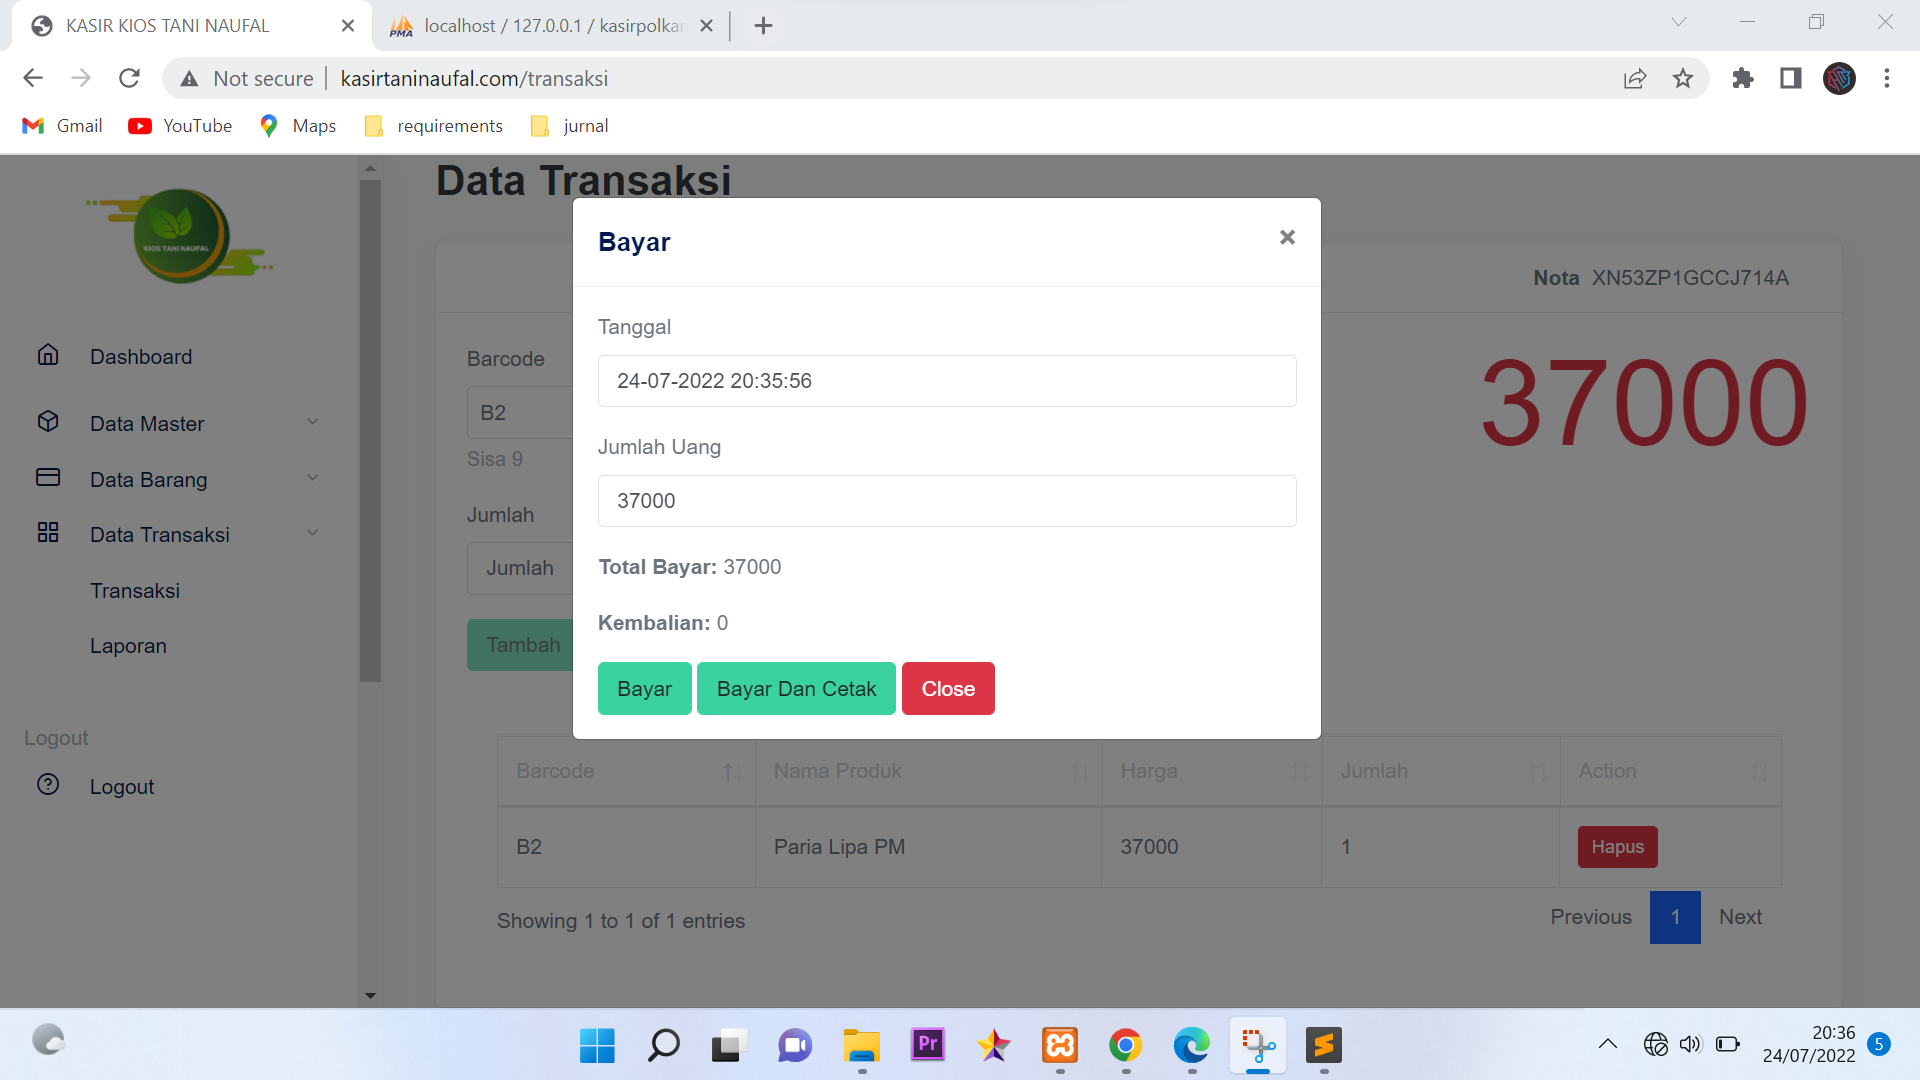 KASIR KIOS TANI NAUFAL
localhost / 127.0.0.1 / kasirpolkan
Not secure
kasirtaninaufal.com/transaksi
Gmail
YouTube
Maps
requirements
jurnal
KIOS TANI NAUFAL
Dashboard
Data Master
Data Barang
Data Transaksi
Transaksi
Laporan
Logout
Logout
Data Transaksi
Nota XN53ZP1GCCJ714A
Barcode
B2
Sisa 9
Jumlah
Jumlah
Tambah
37000
Bayar
×
Tanggal
24-07-2022 20:35:56
Jumlah Uang
37000
Total Bayar: 37000
Kembalian: 0
Bayar
Bayar Dan Cetak
Close
Barcode Nama Produk Harga Jumlah Action
B2 Paria Lipa PM 37000 1 Hapus
Showing 1 to 1 of 1 entries
Previous 1 Next
Pr
20:36
24/07/2022
5